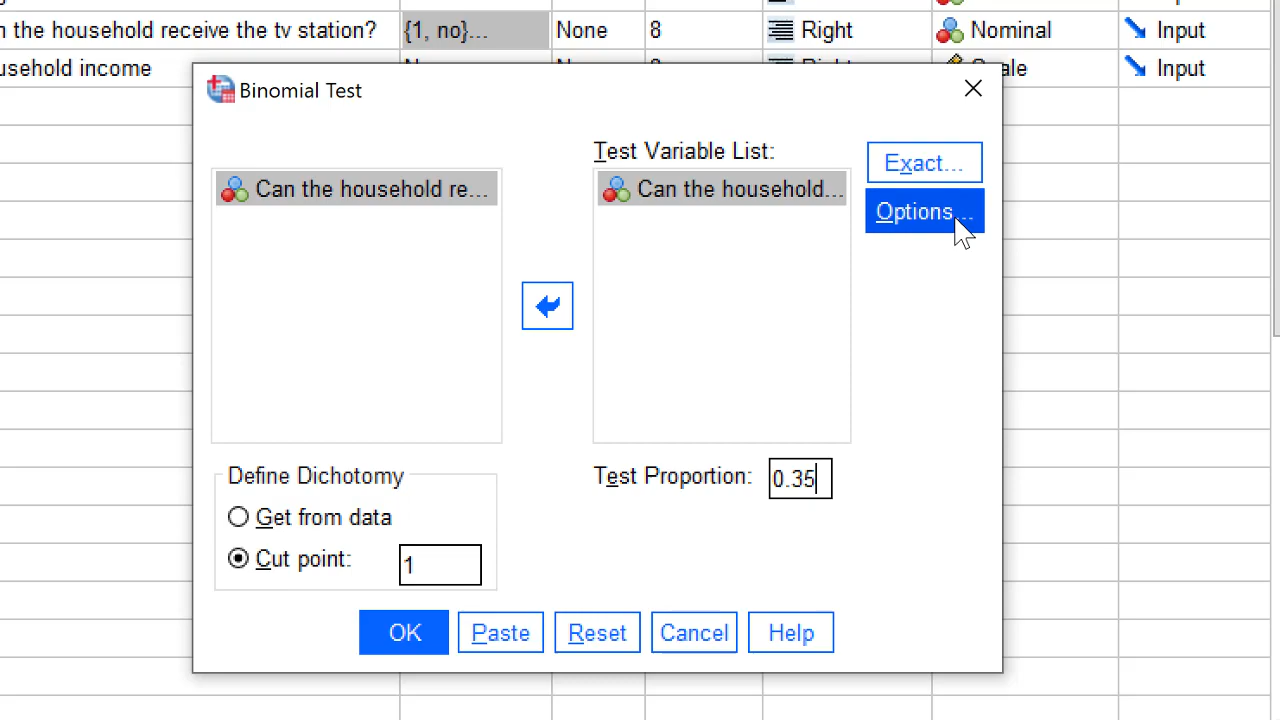 n the household receive the tv station? {1, no}... None 8 Right Nominal Input
usehold income ale Input
Binomial Test
Test Variable List:
Exact...
Can the household re... Can the household...
Options...
Define Dichotomy
Test Proportion: 0.35
Get from data
Cut point: 1
OK Paste Reset Cancel Help